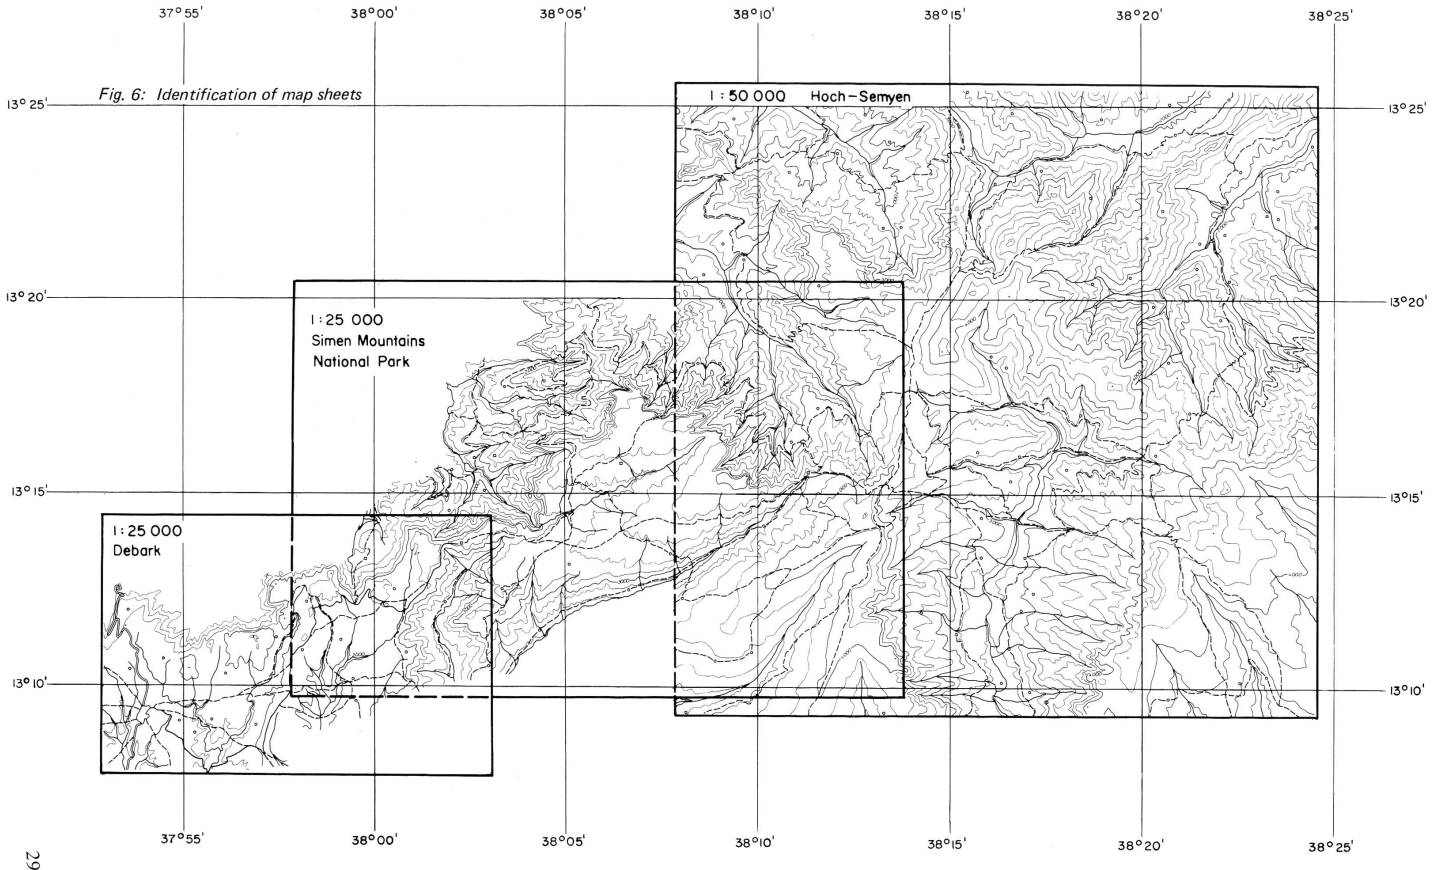 37°55' 38°00' 38°05' 38°10' 38°15' 38°20' 38°25'
Fig. 6: Identification of map sheets
1:50 000 Hoch-Semyen
13°25' 13°25'
13°20' 13°20'
1:25 000
Simen Mountains
National Park
13°15' 13°15'
1:25 000
Debark
13°10' 13°10'
37°55' 38°00' 38°05' 38°10' 38°15' 38°20' 38°25'
29